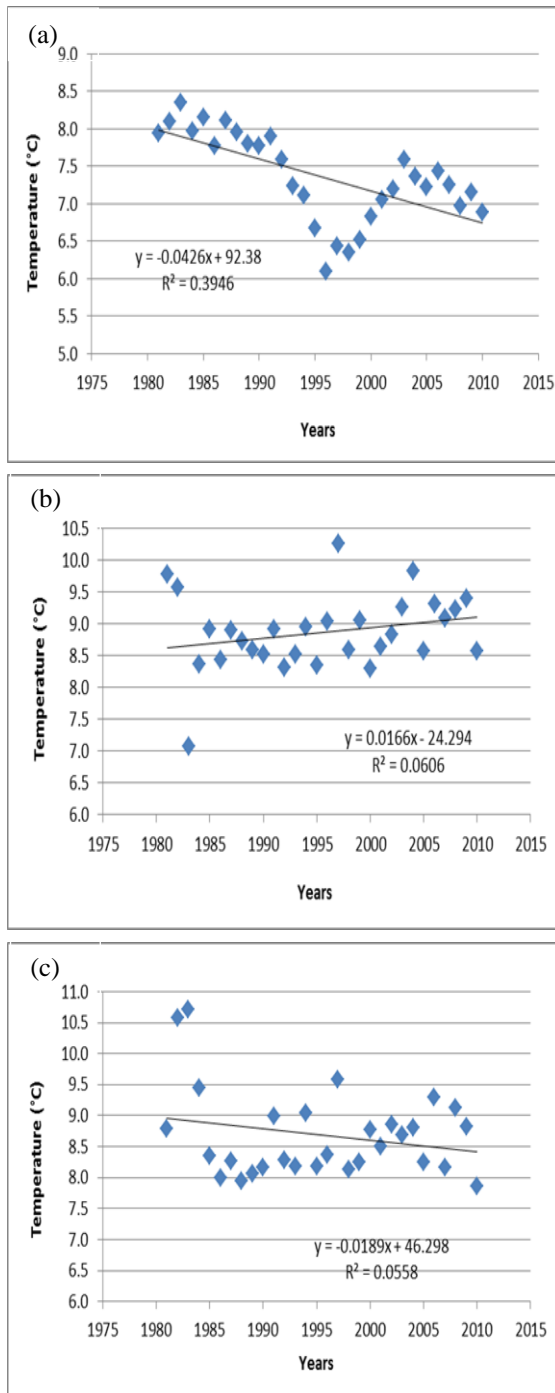 (a)
9.0
8.5
8.0
7.5
7.0
6.5
6.0
5.5
5.0
Temperature (°C)
y = -0.0426x + 92.38
R² = 0.3946
1975 1980 1985 1990 1995 2000 2005 2010 2015
Years
(b)
10.5
10.0
9.5
9.0
8.5
8.0
7.5
7.0
6.5
6.0
Temperature (°C)
y = 0.0166x - 24.294
R² = 0.0606
1975 1980 1985 1990 1995 2000 2005 2010 2015
Years
(c)
11.0
10.5
10.0
9.5
9.0
8.5
8.0
7.5
7.0
6.5
6.0
Temperature (°C)
y = -0.0189x + 46.298
R² = 0.0558
1975 1980 1985 1990 1995 2000 2005 2010 2015
Years